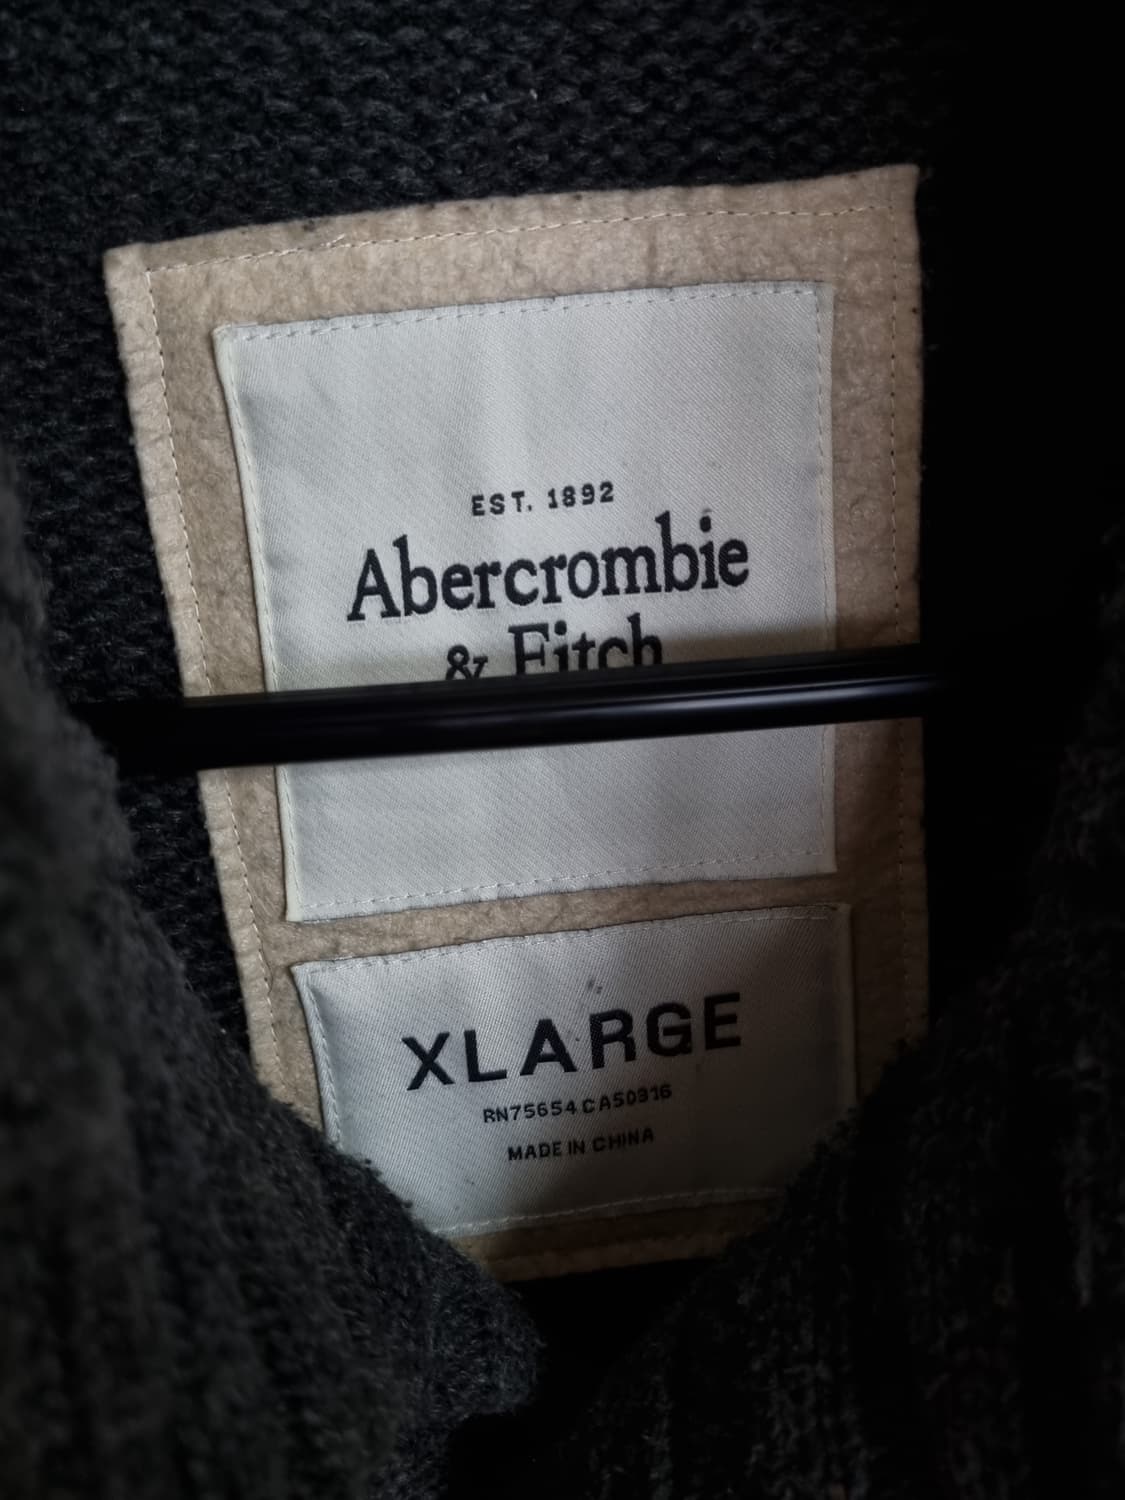 EST. 1892
Abercrombie
& Fitch
XLARGE
RN75654 CA50316
MADE IN CHINA